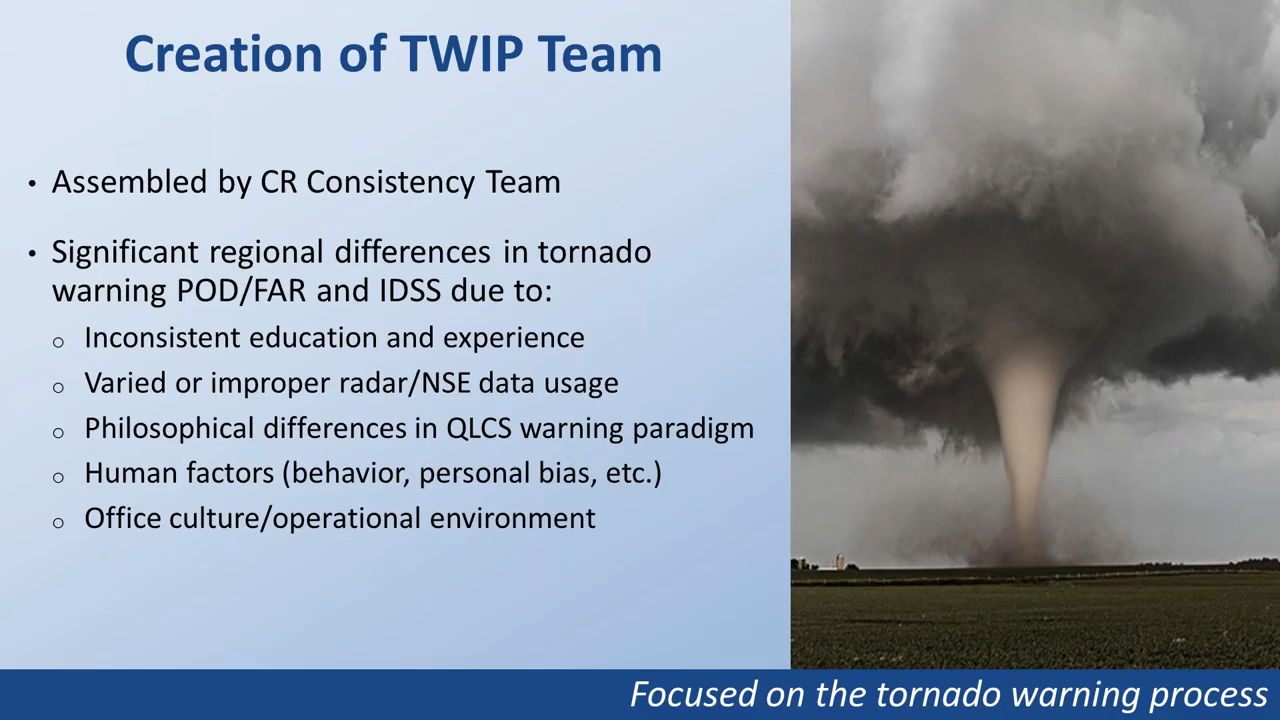 Creation of TWIP Team
• Assembled by CR Consistency Team
• Significant regional differences in tornado
warning POD/FAR and IDSS due to:
o Inconsistent education and experience
o Varied or improper radar/NSE data usage
o Philosophical differences in QLCS warning paradigm
o Human factors (behavior, personal bias, etc.)
o Office culture/operational environment
Focused on the tornado warning process